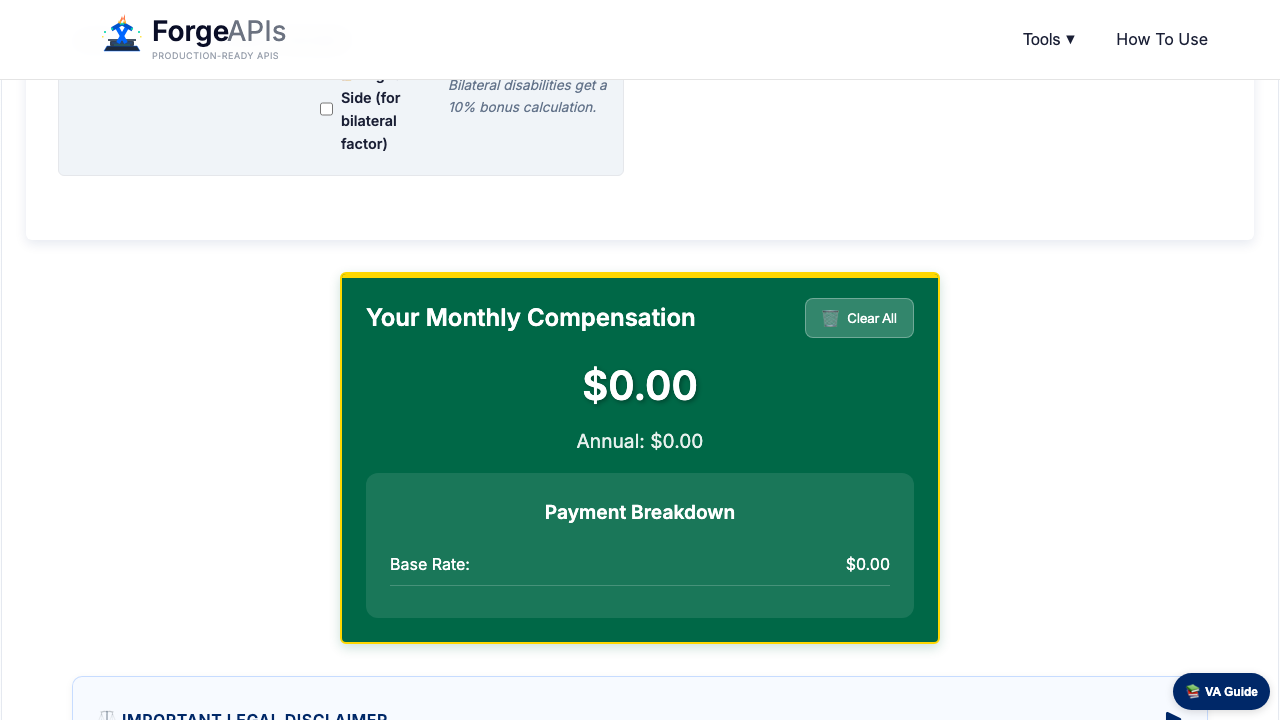 ForgeAPIs
PRODUCTION-READY APIS
Tools ▼
How To Use
Side (for
bilateral
factor)
Bilateral disabilities get a
10% bonus calculation.
Your Monthly Compensation
Clear All
$0.00
Annual: $0.00
Payment Breakdown
Base Rate:
$0.00
IMPORTANT LEGAL DISCLAIMER
VA Guide